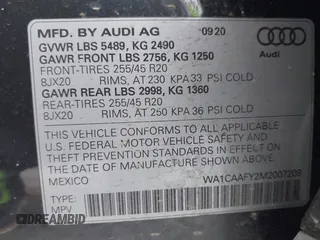 MFD. BY AUDI AG 09 20
GVWR LBS 5489, KG 2490
GAWR FRONT LBS 2756, KG 1250
FRONT-TIRES 255/45 R20
8JX20 RIMS, AT 230 KPA 33 PSI COLD
GAWR REAR LBS 2998, KG 1360
REAR-TIRES 255/45 R20
8JX20 RIMS, AT 250 KPA 36 PSI COLD
Audi
THIS VEHICLE CONFORMS TO ALL APPLICABLE
U.S. FEDERAL MOTOR VEHICLE SAFETY AND
THEFT PREVENTION STANDARDS IN EFFECT ON
THE DATE OF MANUFACTURE SHOWN ABOVE.
MEXICO WA1CAAFY2M2007208
TYPE:
MPV
DREAMBID